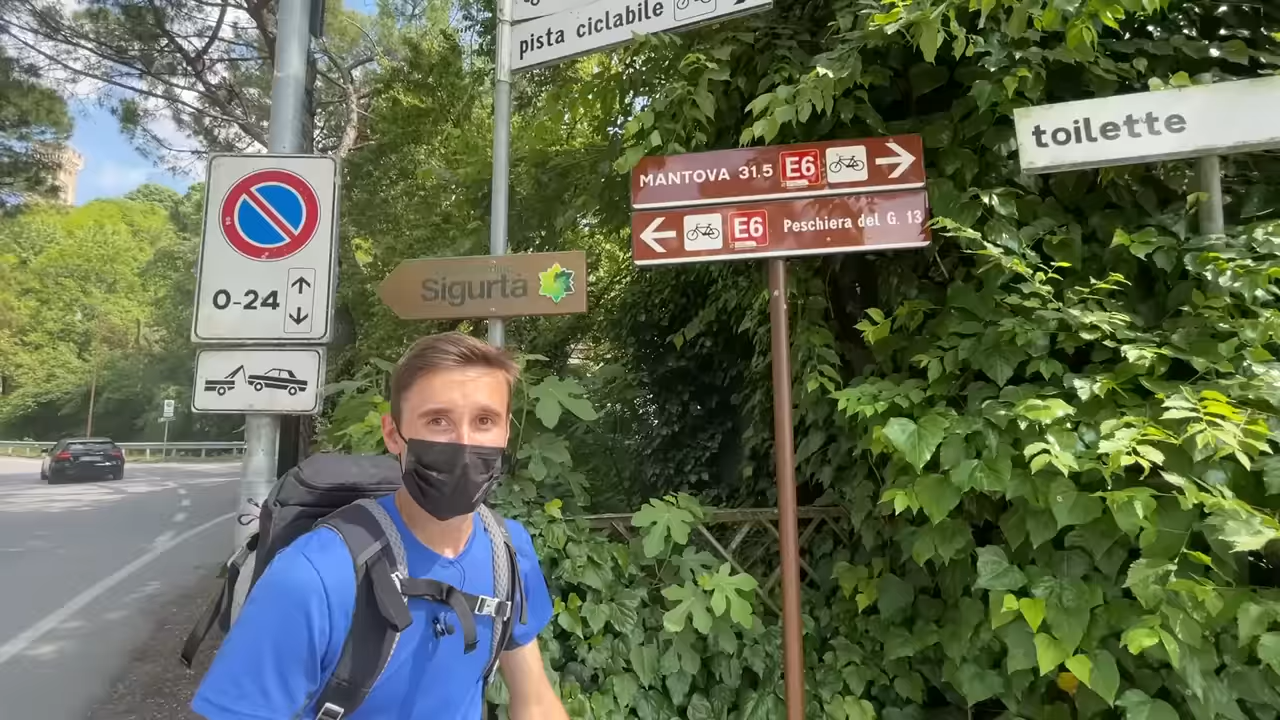 pista ciclabile
toilette
MANTOVA 31.5 E6
E6 Peschiera del G. 13
Sigurtà
0-24